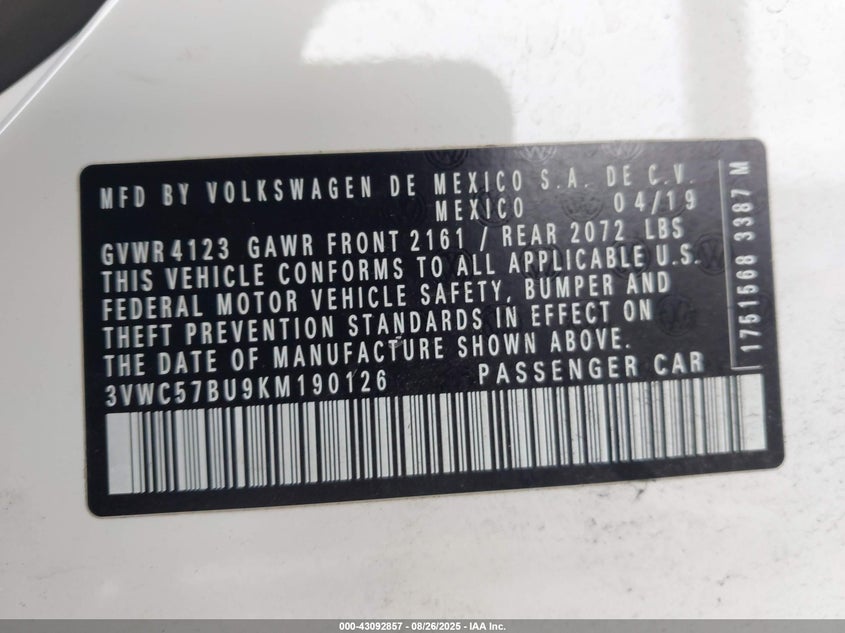 MFD BY VOLKSWAGEN DE MEXICO S.A. DE C.V.
MEXICO 04/19
GVWR 4123 GAWR FRONT 2161 / REAR 2072 LBS
THIS VEHICLE CONFORMS TO ALL APPLICABLE U.S.
FEDERAL MOTOR VEHICLE SAFETY, BUMPER AND
THEFT PREVENTION STANDARDS IN EFFECT ON
THE DATE OF MANUFACTURE SHOWN ABOVE.
3VWC57BU9KM190126 PASSENGER CAR
1751568 3387 M
000-43092857 - 08/26/2025 - IAA Inc.